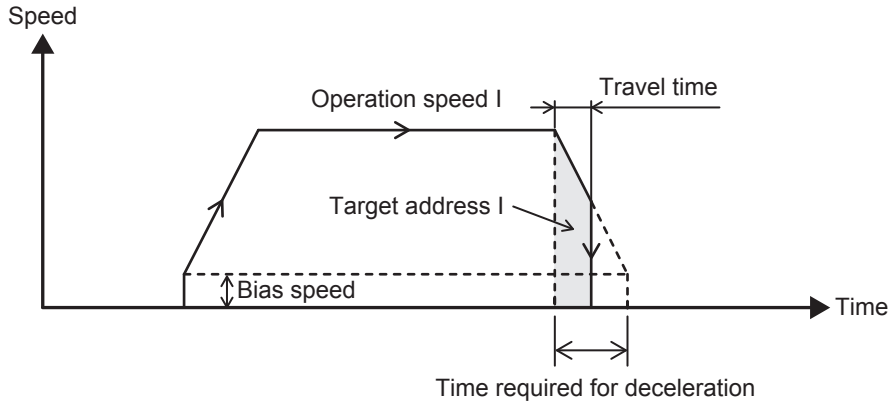 Speed
Travel time
Operation speed I
Target address I
Bias speed
Time
Time required for deceleration